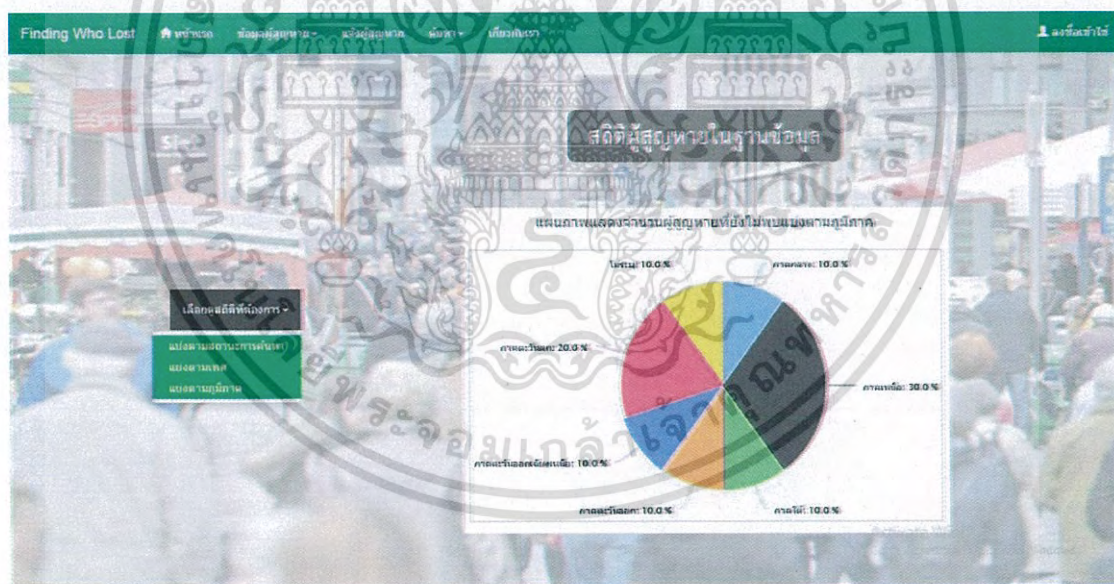 Finding Who Lost หน้าแรก ข้อมูลผู้สูญหาย แจ้งผู้สูญหาย ค้นหา เกี่ยวกับเรา ลงชื่อเข้าใช้
สถิติผู้สูญหายในฐานข้อมูล
แผนภาพแสดงจำนวนผู้สูญหายที่ยังไม่พบแบ่งตามภูมิภาค
ไม่ระบุ: 10.0 % ภาคกลาง: 10.0 %
เลือกดูสถิติที่ต้องการ
แบ่งตามสถานะการค้นหา
แบ่งตามเพศ
แบ่งตามภูมิภาค
ภาคตะวันตก: 20.0 %
ภาคเหนือ: 30.0 %
ภาคตะวันออกเฉียงเหนือ: 10.0 %
ภาคตะวันออก: 10.0 % ภาคใต้: 10.0 %